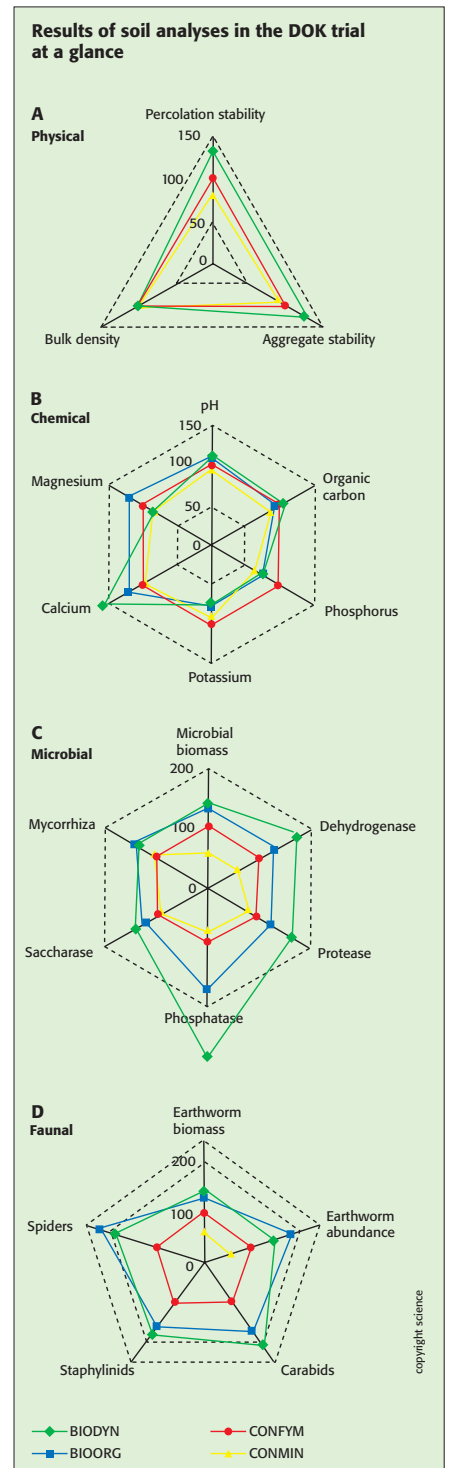 Results of soil analyses in the DOK trial
at a glance
A
Physical
Percolation stability
150
100
50
0
Bulk density
Aggregate stability
B
Chemical
pH
150
100
50
0
Magnesium
Organic
carbon
Calcium
Phosphorus
Potassium
C
Microbial
Microbial
biomass
200
100
0
Mycorrhiza
Dehydrogenase
Saccharase
Protease
Phosphatase
D
Faunal
Earthworm
biomass
200
100
0
Spiders
Earthworm
abundance
Staphylinids
Carabids
copyright science
BIODYN
CONFYM
BIOORG
CONMIN